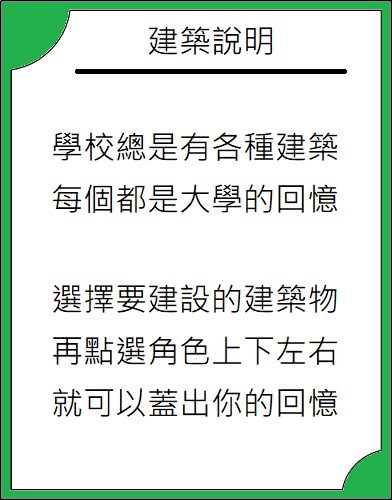 建築說明
學校總是有各種建築
每個都是大學的回憶
選擇要建設的建築物
再點選角色上下左右
就可以蓋出你的回憶